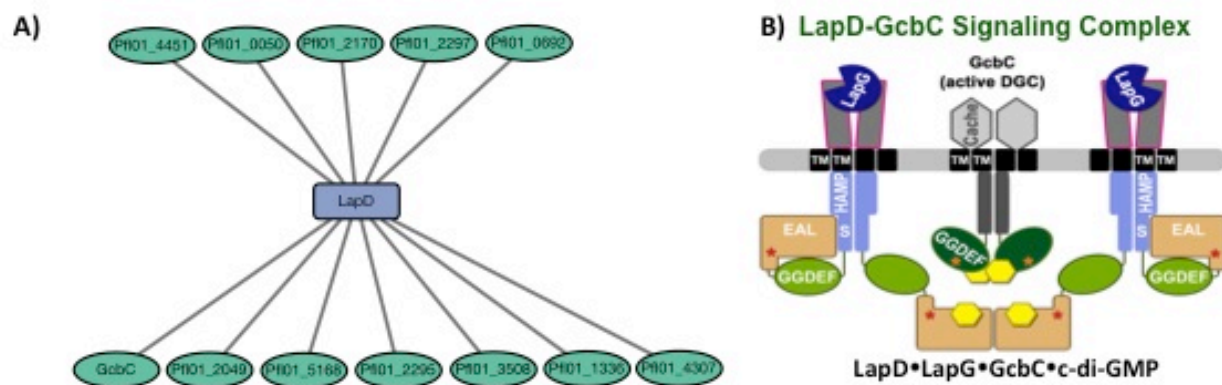 A)
Pfl01_4451 Pfl01_0050 Pfl01_2170 Pfl01_2297 Pfl01_0692
LapD
GcbC Pfl01_2049 Pfl01_5168 Pfl01_2295 Pfl01_3508 Pfl01_1336 Pfl01_4307
B) LapD-GcbC Signaling Complex
GcbC
(active DGC)
LapG LapG
Cache
TM TM TM TM TM TM
HAMP HAMP
S S
EAL EAL
GGDEF GGDEF GGDEF
LapD•LapG•GcbC•c-di-GMP